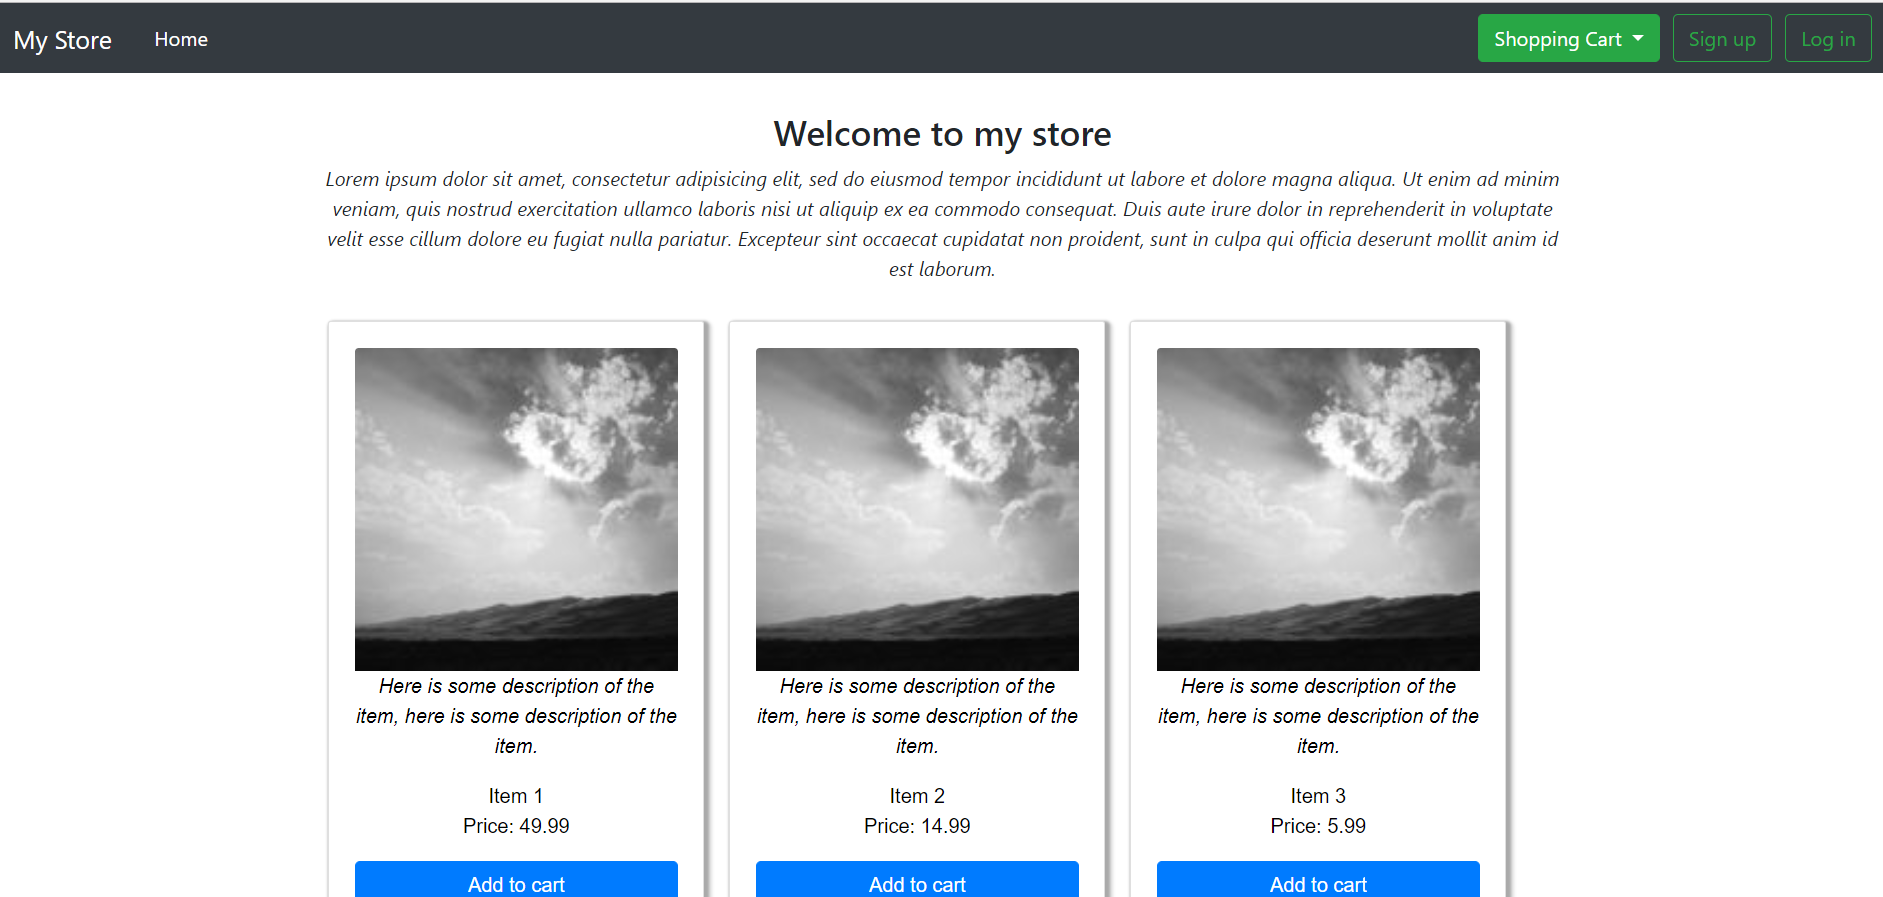 My Store Home Shopping Cart Sign up Log in
Welcome to my store
Lorem ipsum dolor sit amet, consectetur adipisicing elit, sed do eiusmod tempor incididunt ut labore et dolore magna aliqua. Ut enim ad minim
veniam, quis nostrud exercitation ullamco laboris nisi ut aliquip ex ea commodo consequat. Duis aute irure dolor in reprehenderit in voluptate
velit esse cillum dolore eu fugiat nulla pariatur. Excepteur sint occaecat cupidatat non proident, sunt in culpa qui officia deserunt mollit anim id
est laborum.
Here is some description of the
item, here is some description of the
item.
Item 1
Price: 49.99
Add to cart
Here is some description of the
item, here is some description of the
item.
Item 2
Price: 14.99
Add to cart
Here is some description of the
item, here is some description of the
item.
Item 3
Price: 5.99
Add to cart